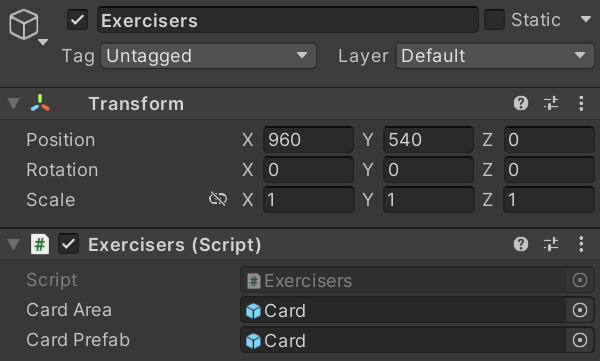 Exercisers Static
Tag Untagged Layer Default
Transform
Position X 960 Y 540 Z 0
Rotation X 0 Y 0 Z 0
Scale X 1 Y 1 Z 1
# Exercisers (Script)
Script # Exercisers
Card Area Card
Card Prefab Card